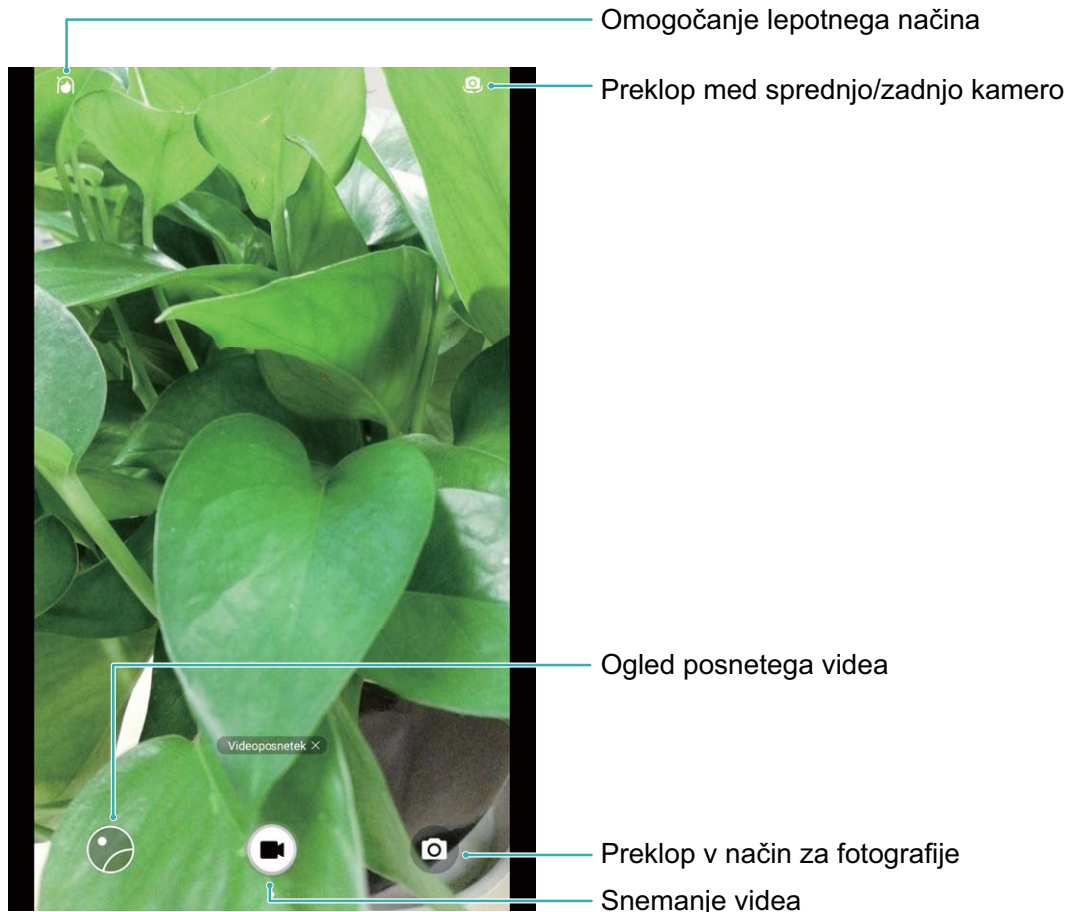 Omogočanje lepotnega načina
Preklop med sprednjo/zadnjo kamero
Ogled posnetega videa
Videoposnetek ×
Preklop v način za fotografije
Snemanje videa